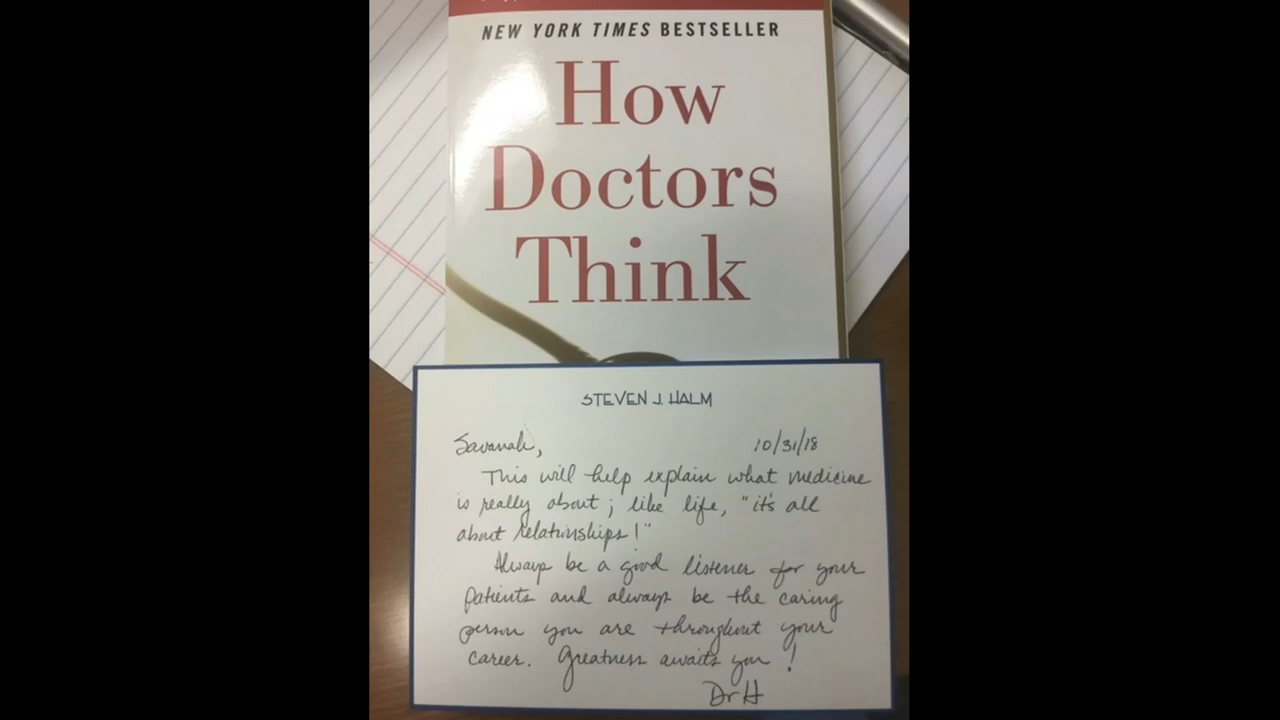 NEW YORK TIMES BESTSELLER
How
Doctors
Think
STEVEN J. HALM
Savanah,
10/31/18
This will help explain what medicine
is really about; like life, "it's all
about relationships!"
Always be a good listener for your
patients and always be the caring
person you are throughout your
career. Greatness awaits you!
Dr H